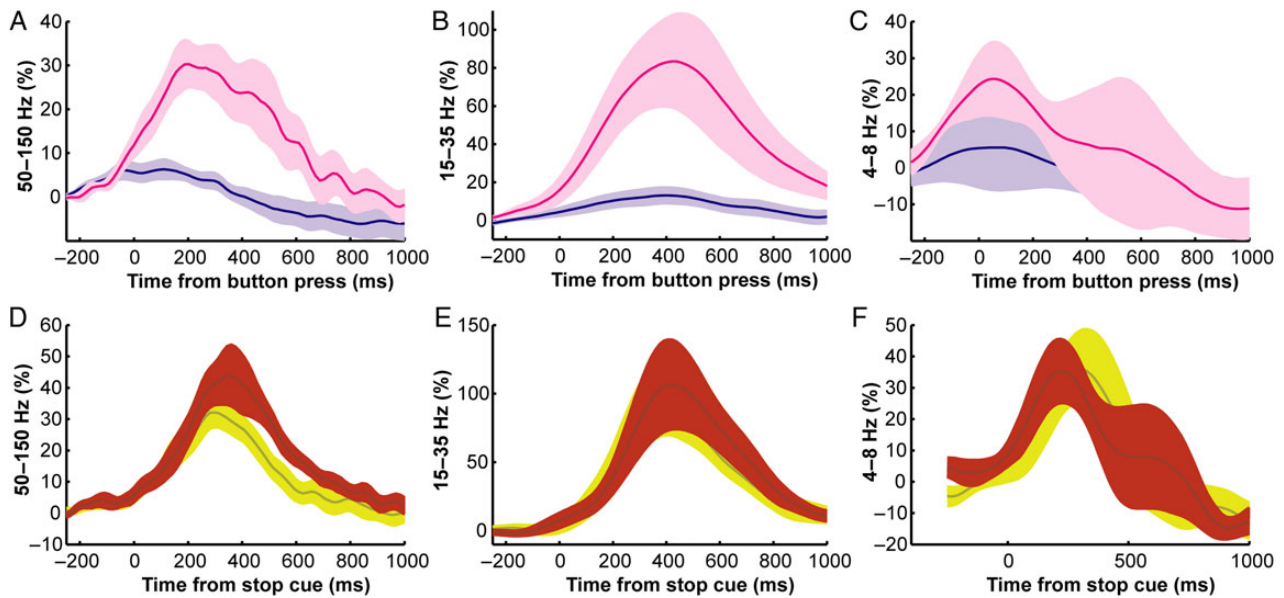 A
50–150 Hz (%)
40
30
20
10
0
–200 0 200 400 600 800 1000
Time from button press (ms)
B
15–35 Hz (%)
100
80
60
40
20
0
–200 0 200 400 600 800 1000
Time from button press (ms)
C
4–8 Hz (%)
40
30
20
10
0
–10
–200 0 200 400 600 800 1000
Time from button press (ms)
D
50–150 Hz (%)
60
50
40
30
20
10
0
–10
–200 0 200 400 600 800 1000
Time from stop cue (ms)
E
15–35 Hz (%)
150
100
50
0
–200 0 200 400 600 800 1000
Time from stop cue (ms)
F
4–8 Hz (%)
50
40
30
20
10
0
–10
–20
0 500 1000
Time from stop cue (ms)